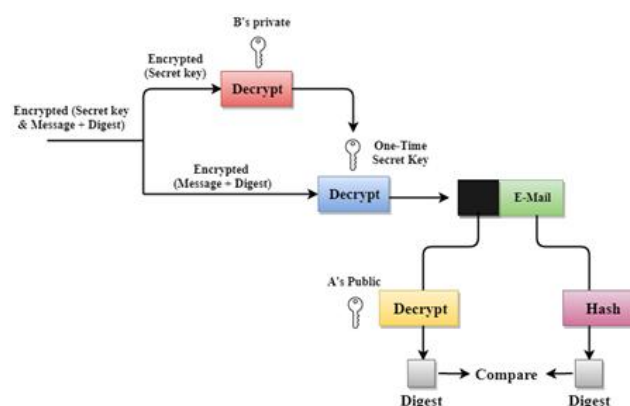 B's private
Encrypted
(Secret key)
Decrypt
Encrypted (Secret key
& Message + Digest)
One-Time
Secret Key
Encrypted
(Message + Digest)
Decrypt
E-Mail
A's Public
Decrypt
Hash
Compare
Digest
Digest